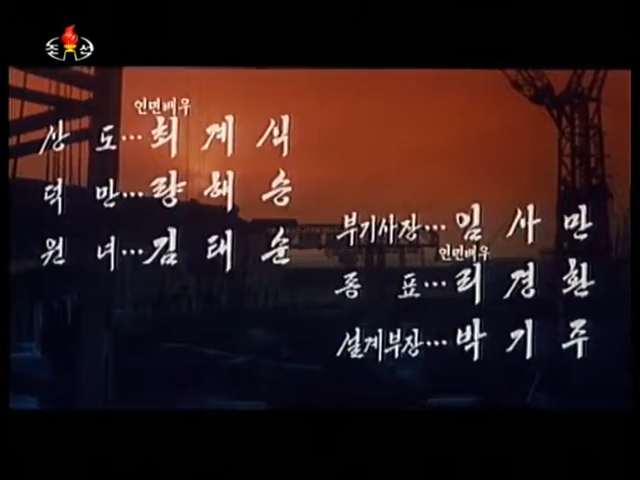 조선
인민배우
상 도…최 계 식
덕 만…량 해 승
원 녀…김 태 순
부기사장…임 사 만
인민배우
종 표…리 경 환
설계부장…박 기 주